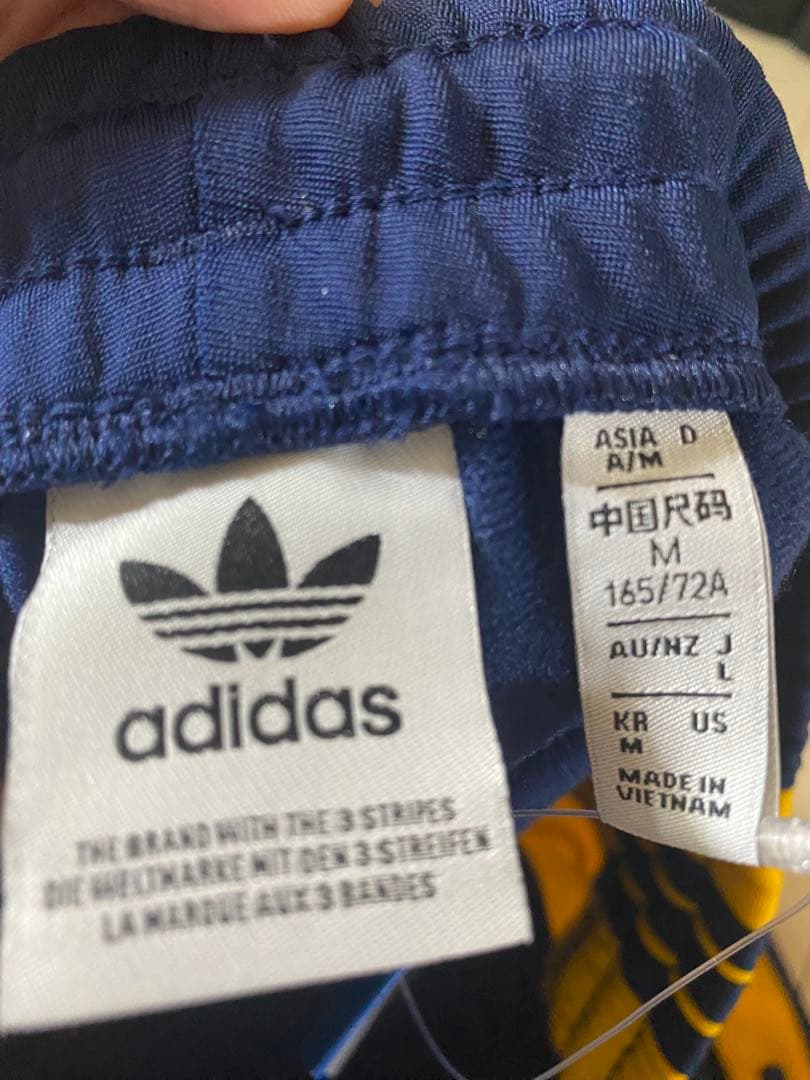 adidas
THE BRAND WITH THE 3 STRIPES
DIE WELTMARKE MIT DEN 3 STREIFEN
LA MARQUE AUX 3 BANDES
ASIA D
A/M
中国尺码
M
165/72A
AU/NZ J
L
KR US
M
MADE IN
VIETNAM